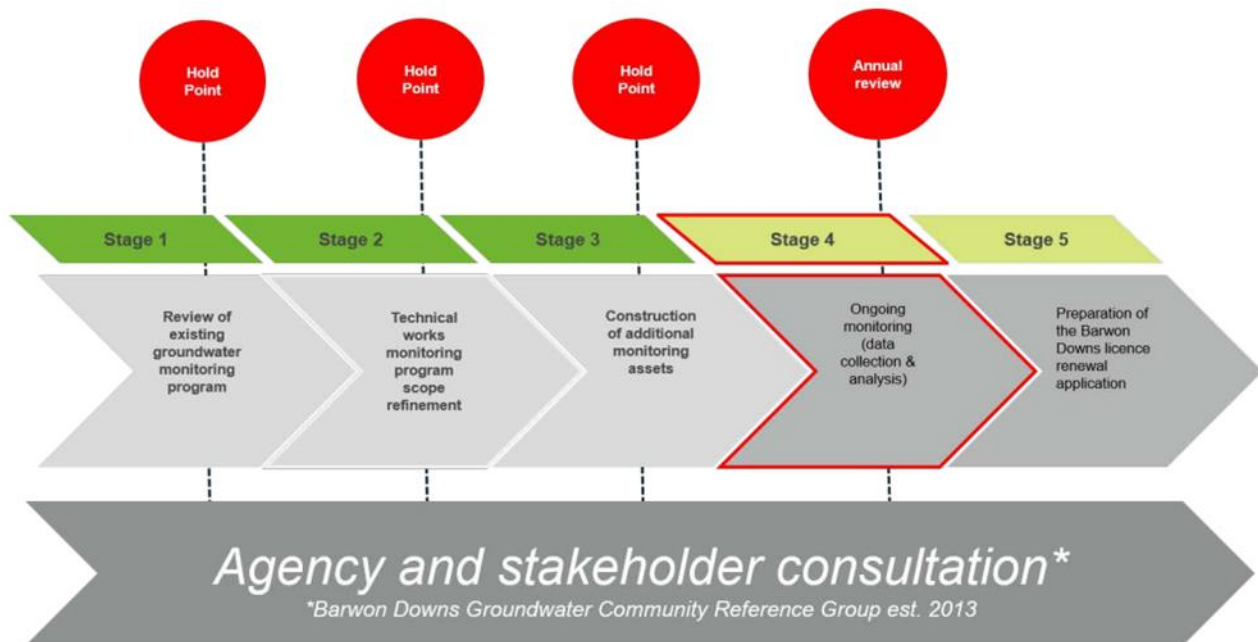 Hold
Point
Hold
Point
Hold
Point
Annual
review
Stage 1
Stage 2
Stage 3
Stage 4
Stage 5
Review of
existing
groundwater
monitoring
program
Technical
works
monitoring
program
scope
refinement
Construction
of additional
monitoring
assets
Ongoing
monitoring
(data
collection &
analysis)
Preparation of
the Barwon
Downs licence
renewal
application
Agency and stakeholder consultation*
*Barwon Downs Groundwater Community Reference Group est. 2013